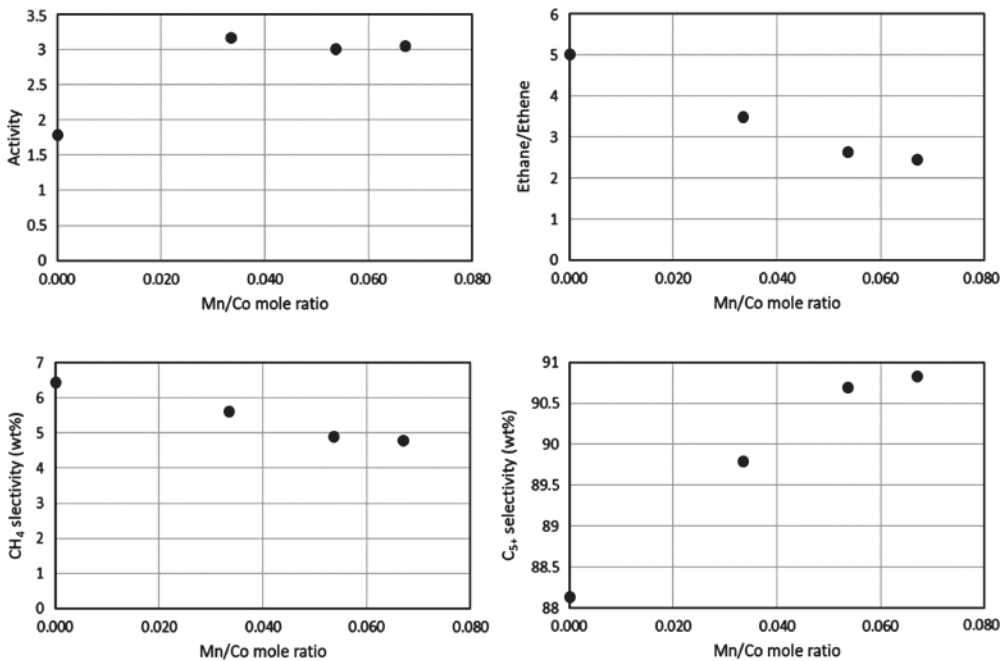 Activity
3.5
3
2.5
2
1.5
1
0.5
0
0.000 0.020 0.040 0.060 0.080
Mn/Co mole ratio
Ethane/Ethene
6
5
4
3
2
1
0
0.000 0.020 0.040 0.060 0.080
Mn/Co mole ratio
CH₄ slectivity (wt%)
7
6
5
4
3
2
1
0
0.000 0.020 0.040 0.060 0.080
Mn/Co mole ratio
C₅₊ selectivity (wt%)
91
90.5
90
89.5
89
88.5
88
0.000 0.020 0.040 0.060 0.080
Mn/Co mole ratio